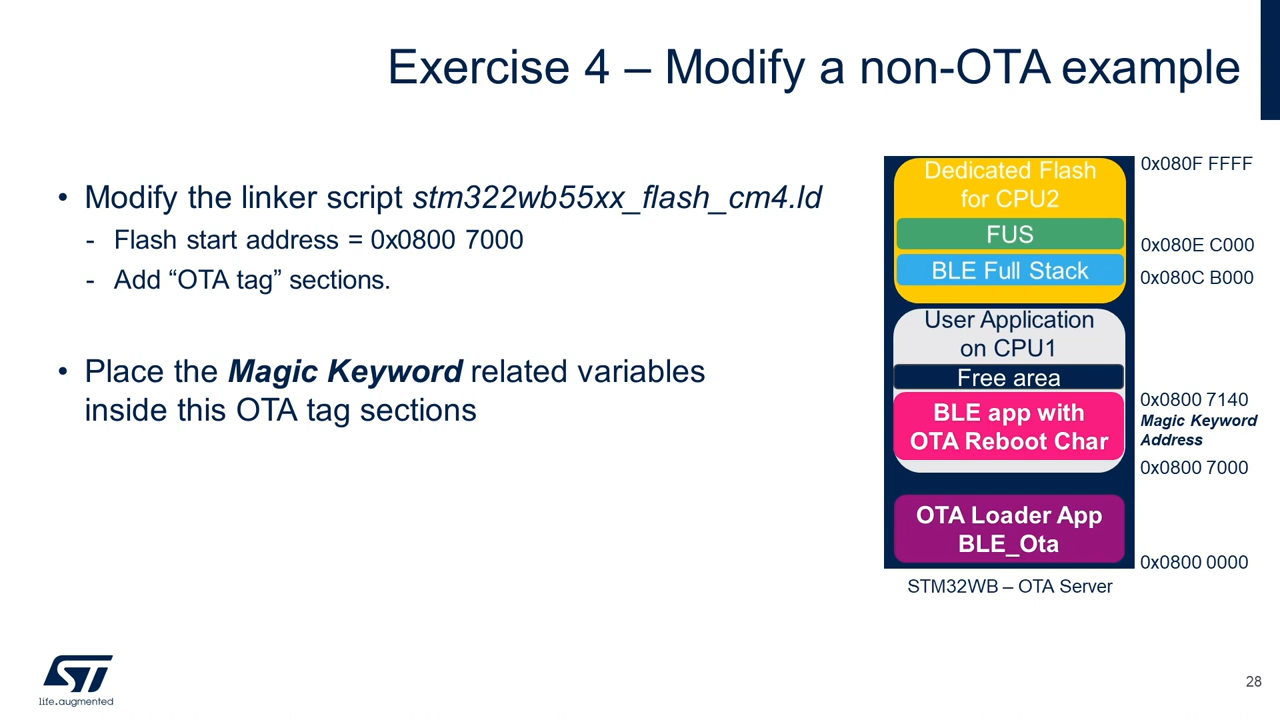 Exercise 4 – Modify a non-OTA example
• Modify the linker script stm322wb55xx_flash_cm4.ld
- Flash start address = 0x0800 7000
- Add “OTA tag” sections.
• Place the Magic Keyword related variables
inside this OTA tag sections
Dedicated Flash
for CPU2
FUS
BLE Full Stack
User Application
on CPU1
Free area
BLE app with
OTA Reboot Char
OTA Loader App
BLE_Ota
0x080F FFFF
0x080E C000
0x080C B000
0x0800 7140
Magic Keyword
Address
0x0800 7000
0x0800 0000
STM32WB – OTA Server
ST
life.augmented
28